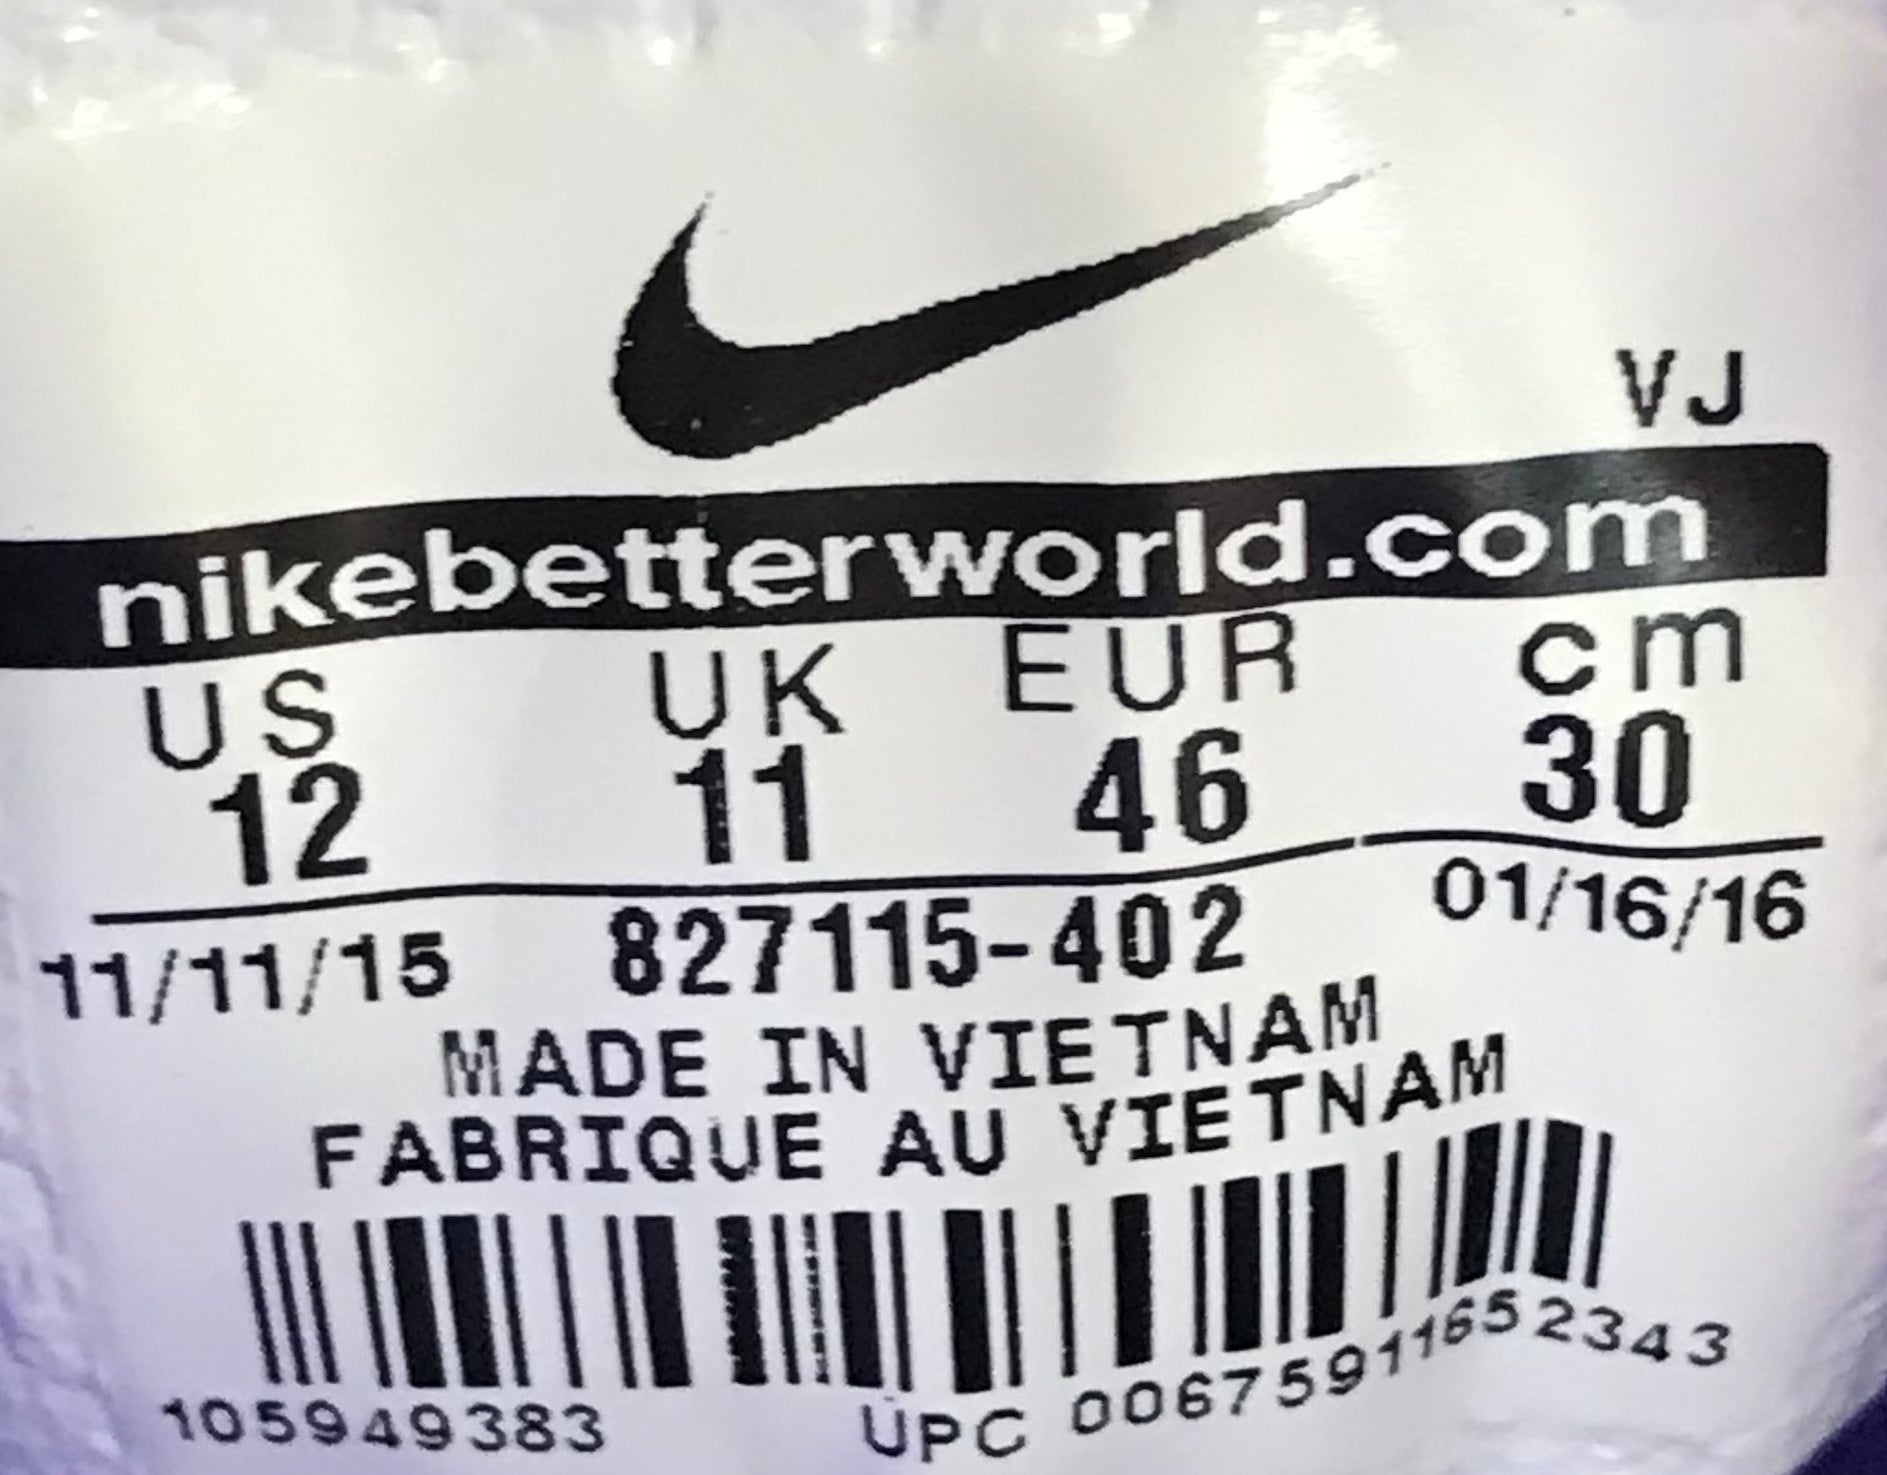 VJ
nikebetterworld.com
US UK EUR cm
12 11 46 30
11/11/15 827115-402 01/16/16
MADE IN VIETNAM
FABRIQUE AU VIETNAM
105949383 UPC 00675911652343